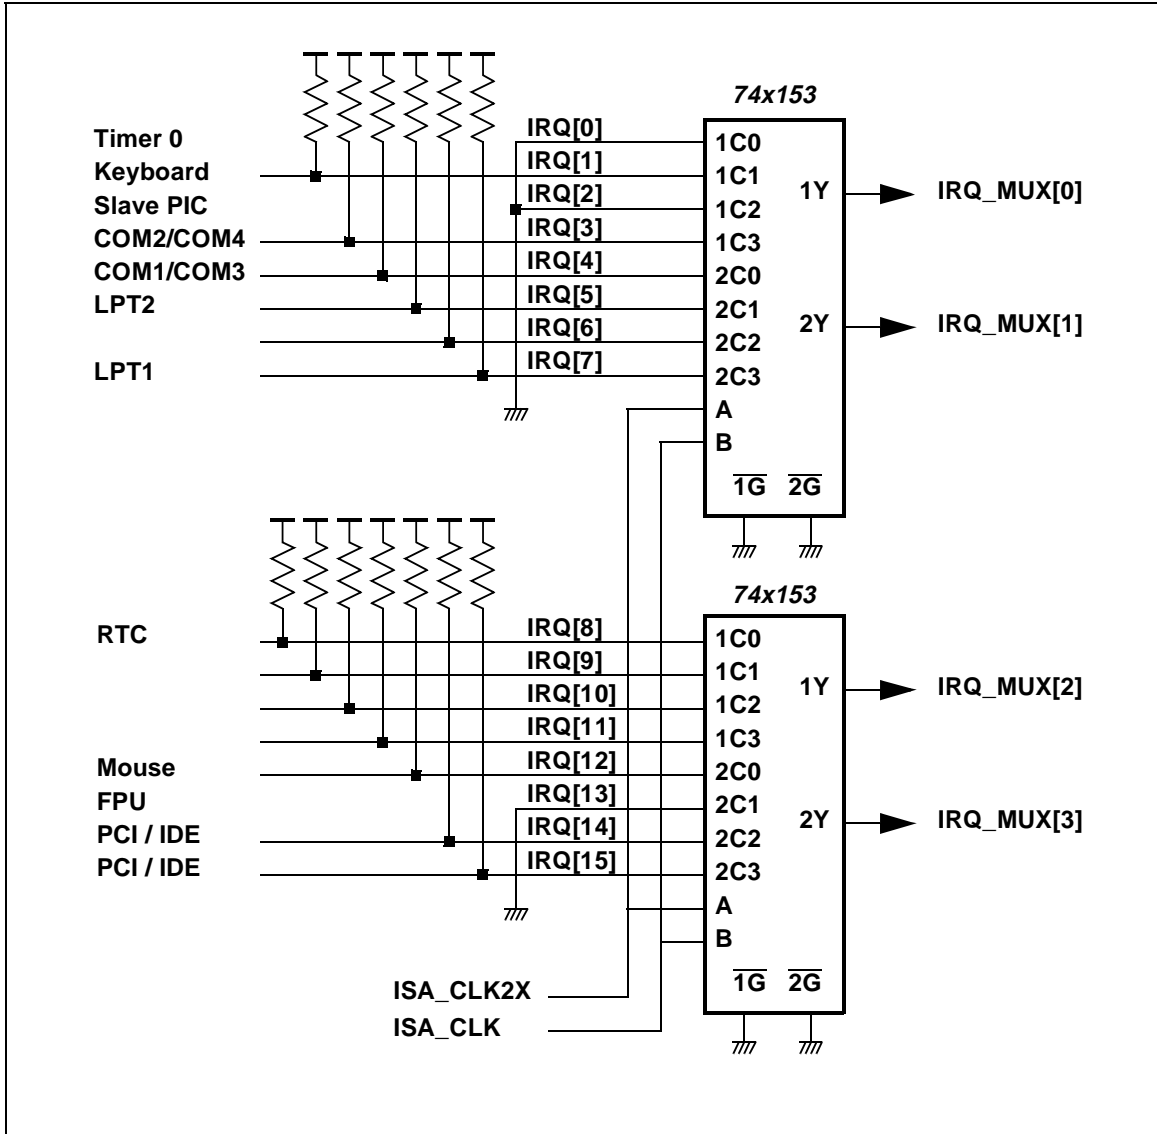 74x153
Timer 0 IRQ[0] 1C0
Keyboard IRQ[1] 1C1
1Y IRQ_MUX[0]
Slave PIC IRQ[2] 1C2
COM2/COM4 IRQ[3] 1C3
COM1/COM3 IRQ[4] 2C0
LPT2 IRQ[5] 2C1
2Y IRQ_MUX[1]
IRQ[6] 2C2
LPT1 IRQ[7] 2C3
A
B
1G 2G
74x153
RTC IRQ[8] 1C0
IRQ[9] 1C1
1Y IRQ_MUX[2]
IRQ[10] 1C2
IRQ[11] 1C3
Mouse IRQ[12] 2C0
FPU IRQ[13] 2C1
2Y IRQ_MUX[3]
PCI / IDE IRQ[14] 2C2
PCI / IDE IRQ[15] 2C3
A
B
1G 2G
ISA_CLK2X
ISA_CLK